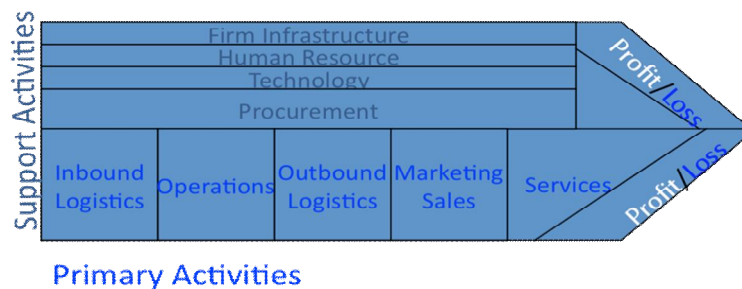 Support Activities
Firm Infrastructure
Human Resource
Technology
Procurement
Profit/Loss
Inbound
Logistics
Operations
Outbound
Logistics
Marketing
Sales
Services
Profit/Loss
Primary Activities